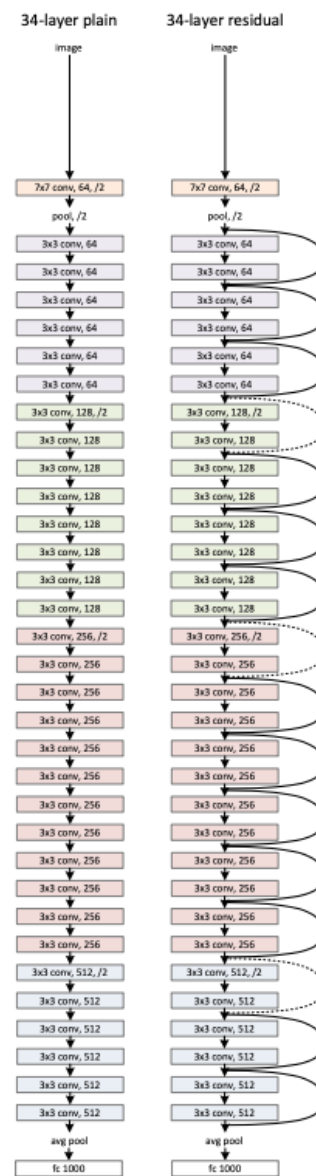 34-layer plain
image
7x7 conv, 64, /2
pool, /2
3x3 conv, 64
3x3 conv, 64
3x3 conv, 64
3x3 conv, 64
3x3 conv, 64
3x3 conv, 64
3x3 conv, 128, /2
3x3 conv, 128
3x3 conv, 128
3x3 conv, 128
3x3 conv, 128
3x3 conv, 128
3x3 conv, 128
3x3 conv, 128
3x3 conv, 256, /2
3x3 conv, 256
3x3 conv, 256
3x3 conv, 256
3x3 conv, 256
3x3 conv, 256
3x3 conv, 256
3x3 conv, 256
3x3 conv, 256
3x3 conv, 256
3x3 conv, 256
3x3 conv, 256
3x3 conv, 512, /2
3x3 conv, 512
3x3 conv, 512
3x3 conv, 512
3x3 conv, 512
3x3 conv, 512
avg pool
fc 1000
34-layer residual
image
7x7 conv, 64, /2
pool, /2
3x3 conv, 64
3x3 conv, 64
3x3 conv, 64
3x3 conv, 64
3x3 conv, 64
3x3 conv, 64
3x3 conv, 128, /2
3x3 conv, 128
3x3 conv, 128
3x3 conv, 128
3x3 conv, 128
3x3 conv, 128
3x3 conv, 128
3x3 conv, 128
3x3 conv, 256, /2
3x3 conv, 256
3x3 conv, 256
3x3 conv, 256
3x3 conv, 256
3x3 conv, 256
3x3 conv, 256
3x3 conv, 256
3x3 conv, 256
3x3 conv, 256
3x3 conv, 256
3x3 conv, 256
3x3 conv, 512, /2
3x3 conv, 512
3x3 conv, 512
3x3 conv, 512
3x3 conv, 512
3x3 conv, 512
avg pool
fc 1000